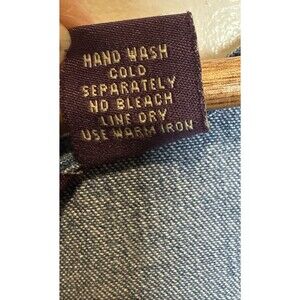 HAND WASH
COLD
SEPARATELY
NO BLEACH
LINE DRY
USE WARM IRON